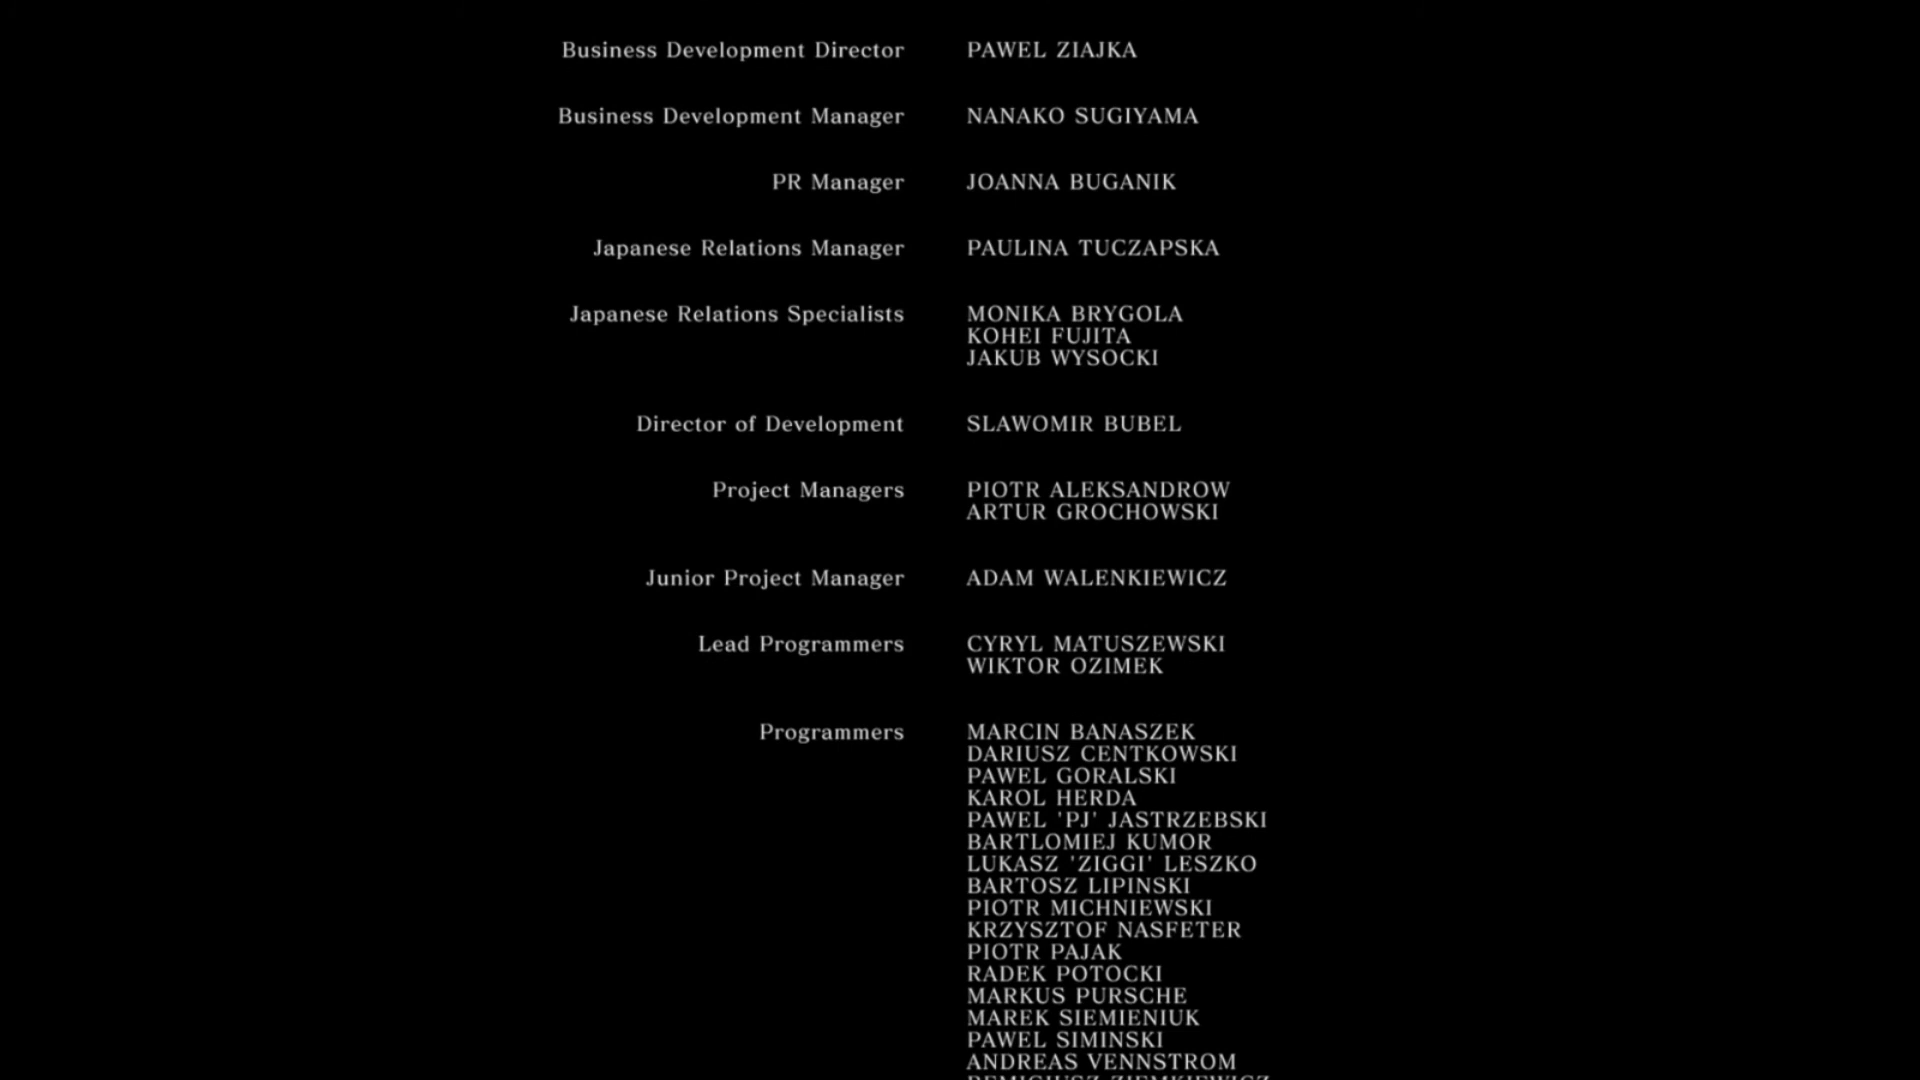 Business Development Director PAWEL ZIAJKA
Business Development Manager NANAKO SUGIYAMA
PR Manager JOANNA BUGANIK
Japanese Relations Manager PAULINA TUCZAPSKA
Japanese Relations Specialists MONIKA BRYGOLA
KOHEI FUJITA
JAKUB WYSOCKI
Director of Development SLAWOMIR BUBEL
Project Managers PIOTR ALEKSANDROW
ARTUR GROCHOWSKI
Junior Project Manager ADAM WALENKIEWICZ
Lead Programmers CYRYL MATUSZEWSKI
WIKTOR OZIMEK
Programmers MARCIN BANASZEK
DARIUSZ CENTKOWSKI
PAWEL GORALSKI
KAROL HERDA
PAWEL 'PJ' JASTRZEBSKI
BARTLOMIEJ KUMOR
LUKASZ 'ZIGGI' LESZKO
BARTOSZ LIPINSKI
PIOTR MICHNIEWSKI
KRZYSZTOF NASFETER
PIOTR PAJAK
RADEK POTOCKI
MARKUS PURSCHE
MAREK SIEMIENIUK
PAWEL SIMINSKI
ANDREAS VENNSTROM